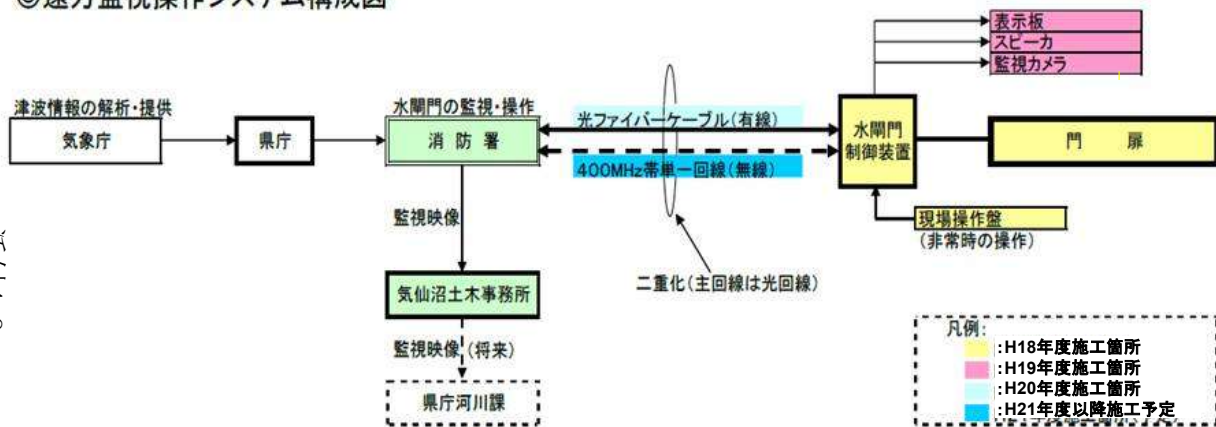 ◎遠方監視操作システム構成図
表示板
スピーカ
監視カメラ
津波情報の解析・提供
水閘門の監視・操作
気象庁
県庁
消 防 署
光ファイバーケーブル(有線)
400MHz帯単一回線(無線)
水閘門
制御装置
門 扉
監視映像
現場操作盤
(非常時の操作)
二重化(主回線は光回線)
気仙沼土木事務所
監視映像 (将来)
県庁河川課
凡例:
:H18年度施工箇所
:H19年度施工箇所
:H20年度施工箇所
:H21年度以降施工予定